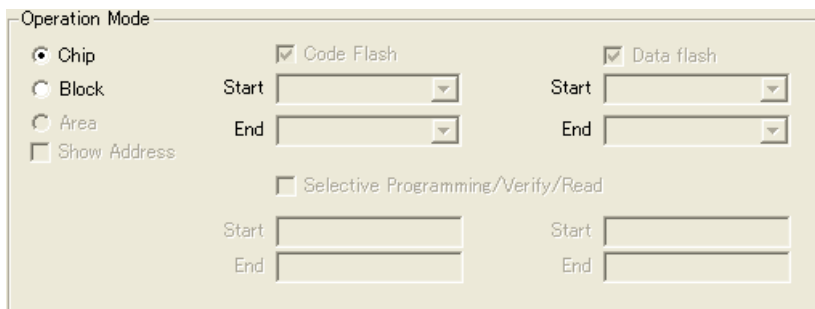 Operation Mode
Chip Code Flash Data flash
Block Start Start
Area End End
Show Address
Selective Programming/Verify/Read
Start Start
End End